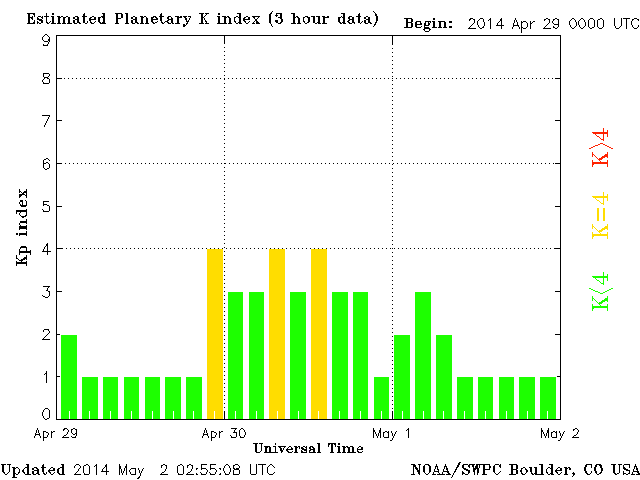 Estimated Planetary K index (3 hour data)
Begin: 2014 Apr 29 0000 UTC
9
8
7
6
5
4
3
2
1
0
Kp index
K>4
K=4
K<4
Apr 29
Apr 30
May 1
May 2
Universal Time
Updated 2014 May 2 02:55:08 UTC
NOAA/SWPC Boulder, CO USA